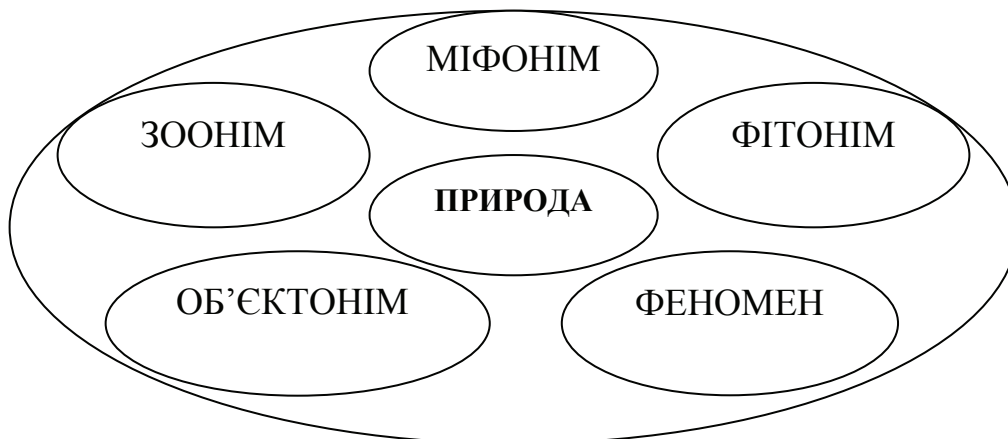 МІФОНІМ
ЗООНІМ
ФІТОНІМ
ПРИРОДА
ОБ’ЄКТОНІМ
ФЕНОМЕН